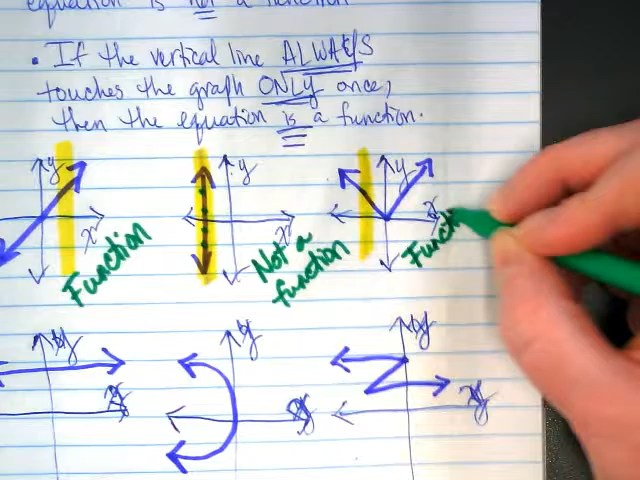 equation is not a function
• If the vertical line ALWAYS
touches the graph ONLY once,
then the equation is a function.
y y y
x x x
Function Not a function Funct
y y y
x